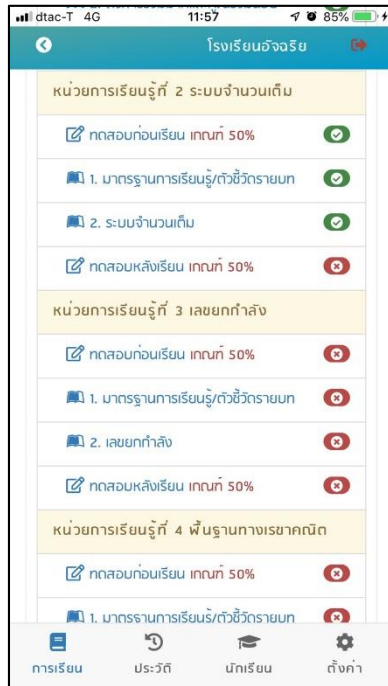 dtac-T 4G 11:57 85%
โรงเรียนอัจฉริย
หน่วยการเรียนรู้ที่ 2 ระบบจำนวนเต็ม
ทดสอบก่อนเรียน เกณฑ์ 50%
1. มาตรฐานการเรียนรู้/ตัวชี้วัดรายบท
2. ระบบจำนวนเต็ม
ทดสอบหลังเรียน เกณฑ์ 50%
หน่วยการเรียนรู้ที่ 3 เลขยกกำลัง
ทดสอบก่อนเรียน เกณฑ์ 50%
1. มาตรฐานการเรียนรู้/ตัวชี้วัดรายบท
2. เลขยกกำลัง
ทดสอบหลังเรียน เกณฑ์ 50%
หน่วยการเรียนรู้ที่ 4 พื้นฐานทางเรขาคณิต
ทดสอบก่อนเรียน เกณฑ์ 50%
1. มาตรฐานการเรียนรู้/ตัวชี้วัดรายบท
การเรียน ประวัติ นักเรียน ตั้งค่า